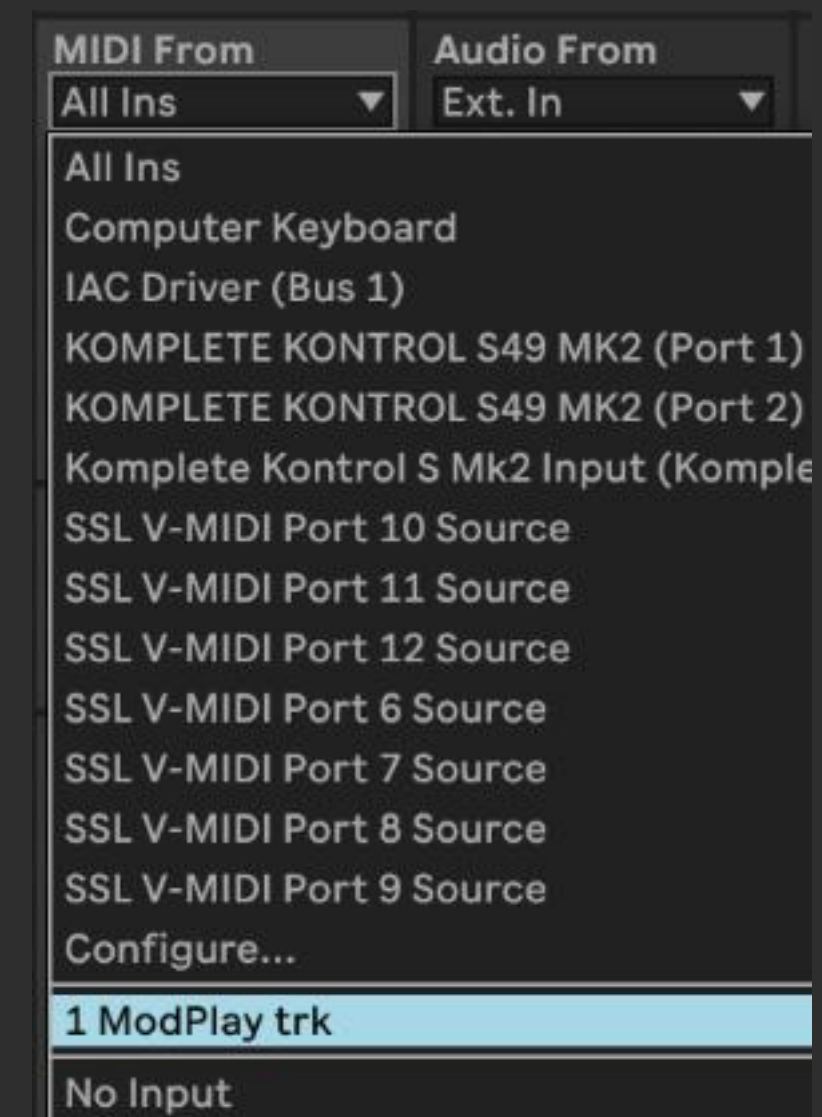 MIDI From
All Ins
Audio From
Ext. In
All Ins
Computer Keyboard
IAC Driver (Bus 1)
KOMPLETE KONTROL S49 MK2 (Port 1)
KOMPLETE KONTROL S49 MK2 (Port 2)
Komplete Kontrol S Mk2 Input (Komple
SSL V-MIDI Port 10 Source
SSL V-MIDI Port 11 Source
SSL V-MIDI Port 12 Source
SSL V-MIDI Port 6 Source
SSL V-MIDI Port 7 Source
SSL V-MIDI Port 8 Source
SSL V-MIDI Port 9 Source
Configure...
1 ModPlay trk
No Input